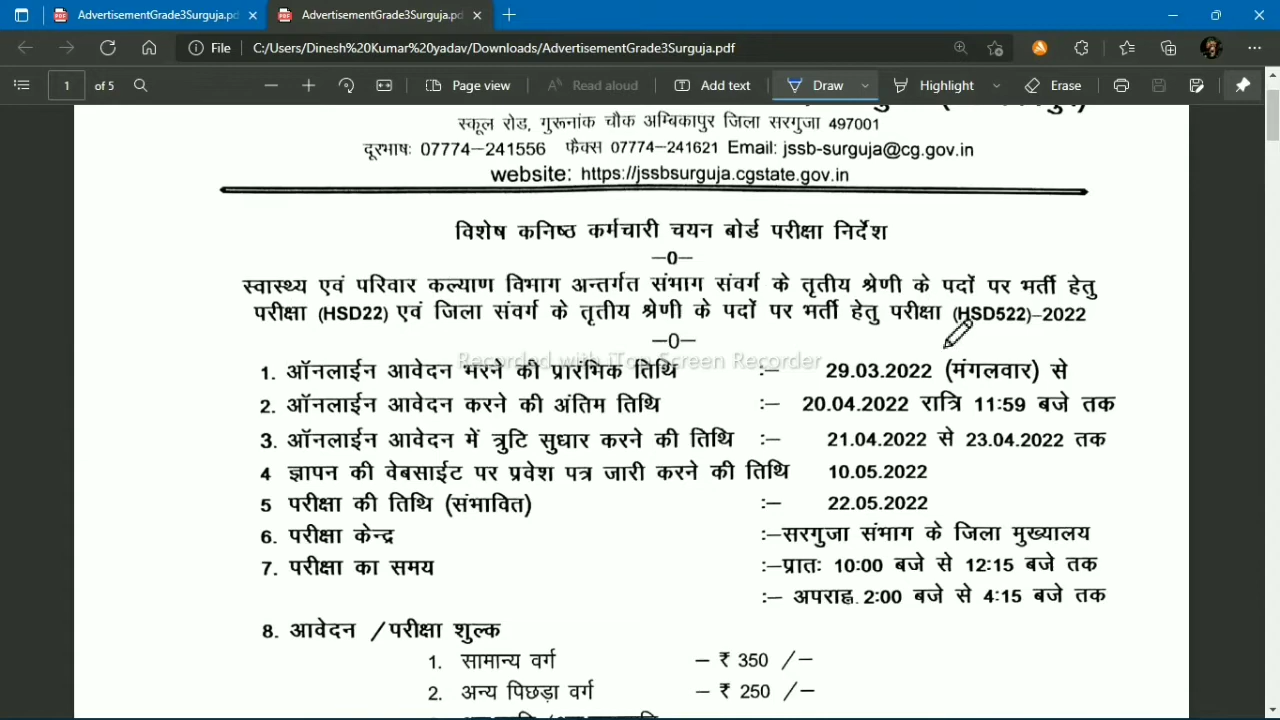 AdvertisementGrade3Surguja.pd
AdvertisementGrade3Surguja.pd
File C:/Users/Dinesh%20Kumar%20yadav/Downloads/AdvertisementGrade3Surguja.pdf
1 of 5 Page view Read aloud Add text Draw Highlight Erase
स्कूल रोड, गुरूनांक चौक अम्बिकापुर जिला सरगुजा 497001
दूरभाषः 07774-241556 फैक्स 07774-241621 Email: jssb-surguja@cg.gov.in
website: https://jssbsurguja.cgstate.gov.in
विशेष कनिष्ठ कर्मचारी चयन बोर्ड परीक्षा निर्देश
—0—
स्वास्थ्य एवं परिवार कल्याण विभाग अन्तर्गत संभाग संवर्ग के तृतीय श्रेणी के पदों पर भर्ती हेतु
परीक्षा (HSD22) एवं जिला संवर्ग के तृतीय श्रेणी के पदों पर भर्ती हेतु परीक्षा (HSD522)–2022
—0—
Recorded with iTop Screen Recorder
1. ऑनलाईन आवेदन भरने की प्रारंभिक तिथि :— 29.03.2022 (मंगलवार) से
2. ऑनलाईन आवेदन करने की अंतिम तिथि :— 20.04.2022 रात्रि 11:59 बजे तक
3. ऑनलाईन आवेदन में त्रुटि सुधार करने की तिथि :— 21.04.2022 से 23.04.2022 तक
4 ज्ञापन की वेबसाईट पर प्रवेश पत्र जारी करने की तिथि 10.05.2022
5 परीक्षा की तिथि (संभावित) :— 22.05.2022
6. परीक्षा केन्द्र :—सरगुजा संभाग के जिला मुख्यालय
7. परीक्षा का समय :—प्रातः 10:00 बजे से 12:15 बजे तक
:— अपराह्न. 2:00 बजे से 4:15 बजे तक
8. आवेदन /परीक्षा शुल्क
1. सामान्य वर्ग — ₹ 350 /—
2. अन्य पिछड़ा वर्ग — ₹ 250 /—